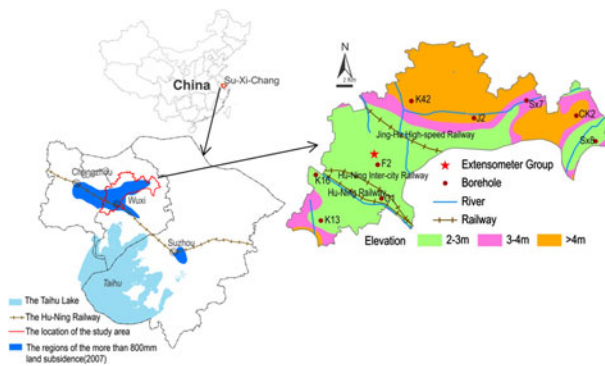 China
Su-Xi-Chang
Changzhou
Wuxi
Suzhou
Taihu
The Taihu Lake
The Hu-Ning Railway
The location of the study area
The regions of the more than 800mm
land subsidence(2007)
N
2 Km
K42
J2
Sx7
CK2
Jing-Hu High-speed Railway
F2
Hu-Ning Inter-city Railway
K16
Hu-Ning Railway
K13
Extensometer Group
Borehole
River
Railway
Elevation
2-3m
3-4m
>4m